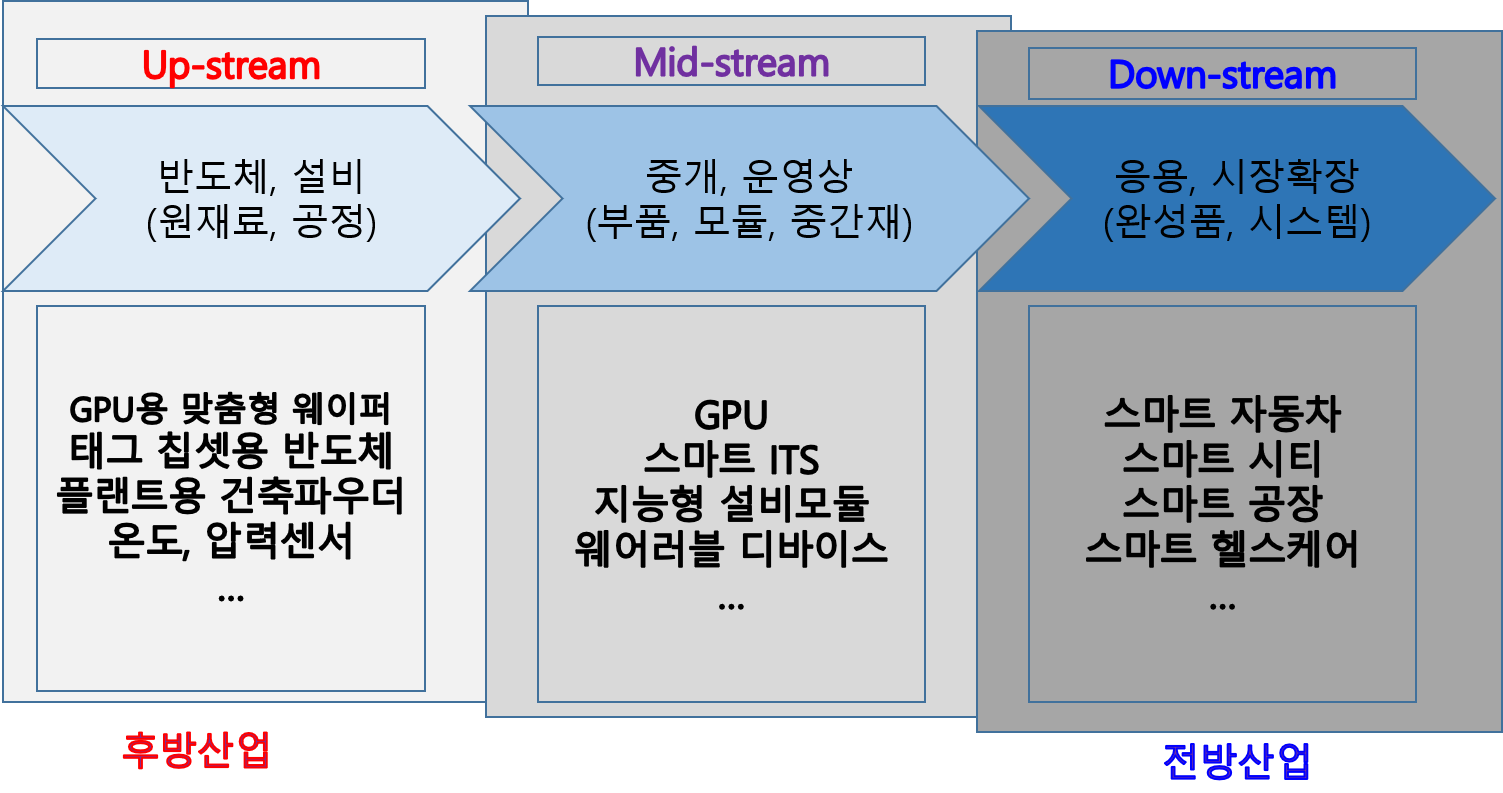 Up-stream
반도체, 설비
(원재료, 공정)
GPU용 맞춤형 웨이퍼
태그 칩셋용 반도체
플랜트용 건축파우더
온도, 압력센서
...
후방산업
Mid-stream
중개, 운영상
(부품, 모듈, 중간재)
GPU
스마트 ITS
지능형 설비모듈
웨어러블 디바이스
...
Down-stream
응용, 시장확장
(완성품, 시스템)
스마트 자동차
스마트 시티
스마트 공장
스마트 헬스케어
...
전방산업